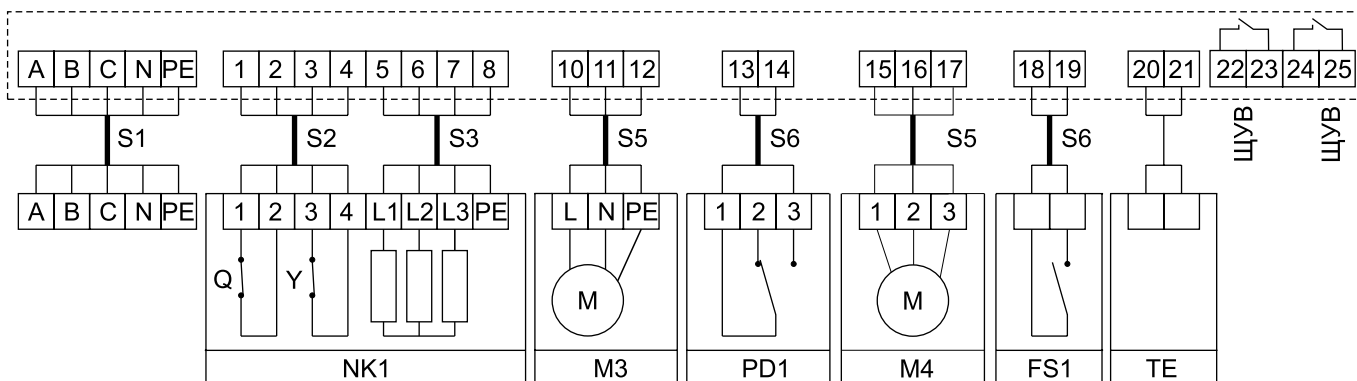 A B C N PE 1 2 3 4 5 6 7 8 10 11 12 13 14 15 16 17 18 19 20 21 22 23 24 25
S1 S2 S3 S5 S6 S5 S6 ЩУВ ЩУВ
A B C N PE 1 2 3 4 L1 L2 L3 PE L N PE 1 2 3 1 2 3
Q Y M M
NK1 M3 PD1 M4 FS1 TE